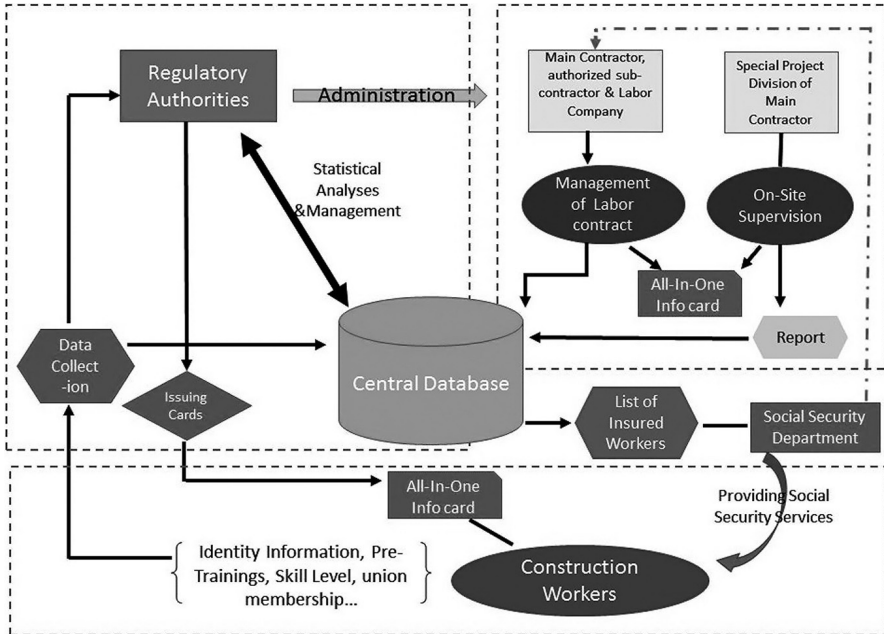 Regulatory
Authorities
Administration
Main Contractor,
authorized sub-
contractor & Labor
Company
Special Project
Division of
Main
Contractor
Statistical
Analyses
&Management
Management
of Labor
contract
On-Site
Supervision
All-In-One
Info card
Report
Data
Collect
-ion
Issuing
Cards
Central Database
List of
Insured
Workers
Social Security
Department
All-In-One
Info card
Providing Social
Security Services
Identity Information, Pre-
Trainings, Skill Level, union
membership...
Construction
Workers